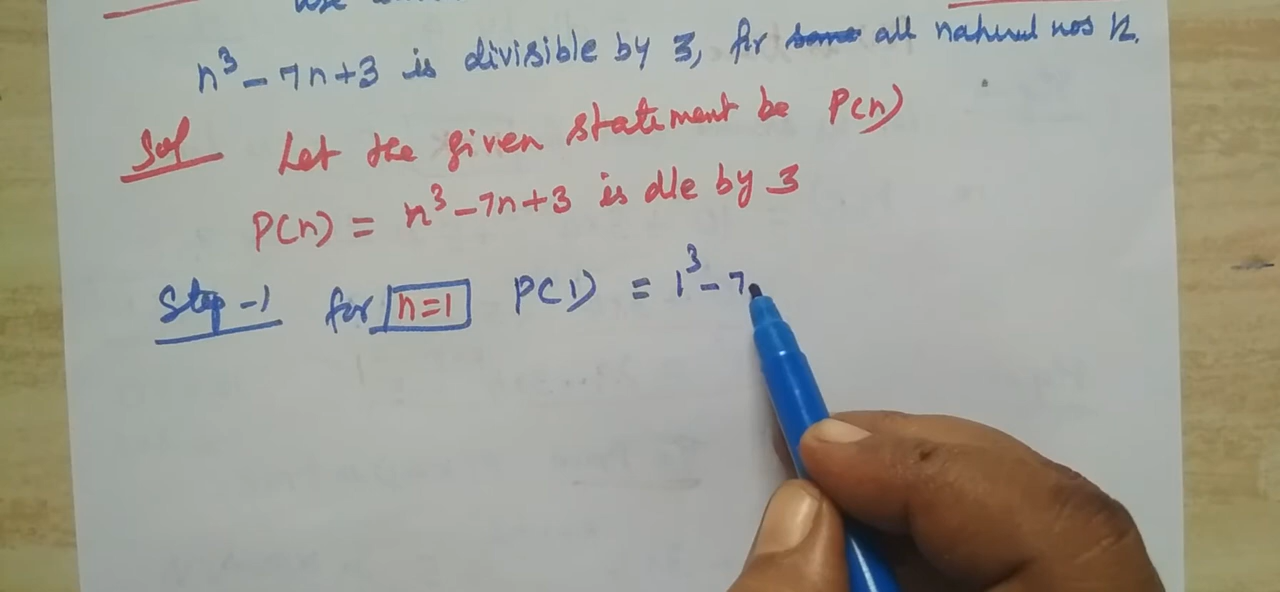 n³ - 7n + 3 is divisible by 3, for some all natural nos n.
Sol Let the given statement be P(n)
P(n) = n³ - 7n + 3 is dle by 3
Step-1 for n=1 P(1) = 1³ - 7